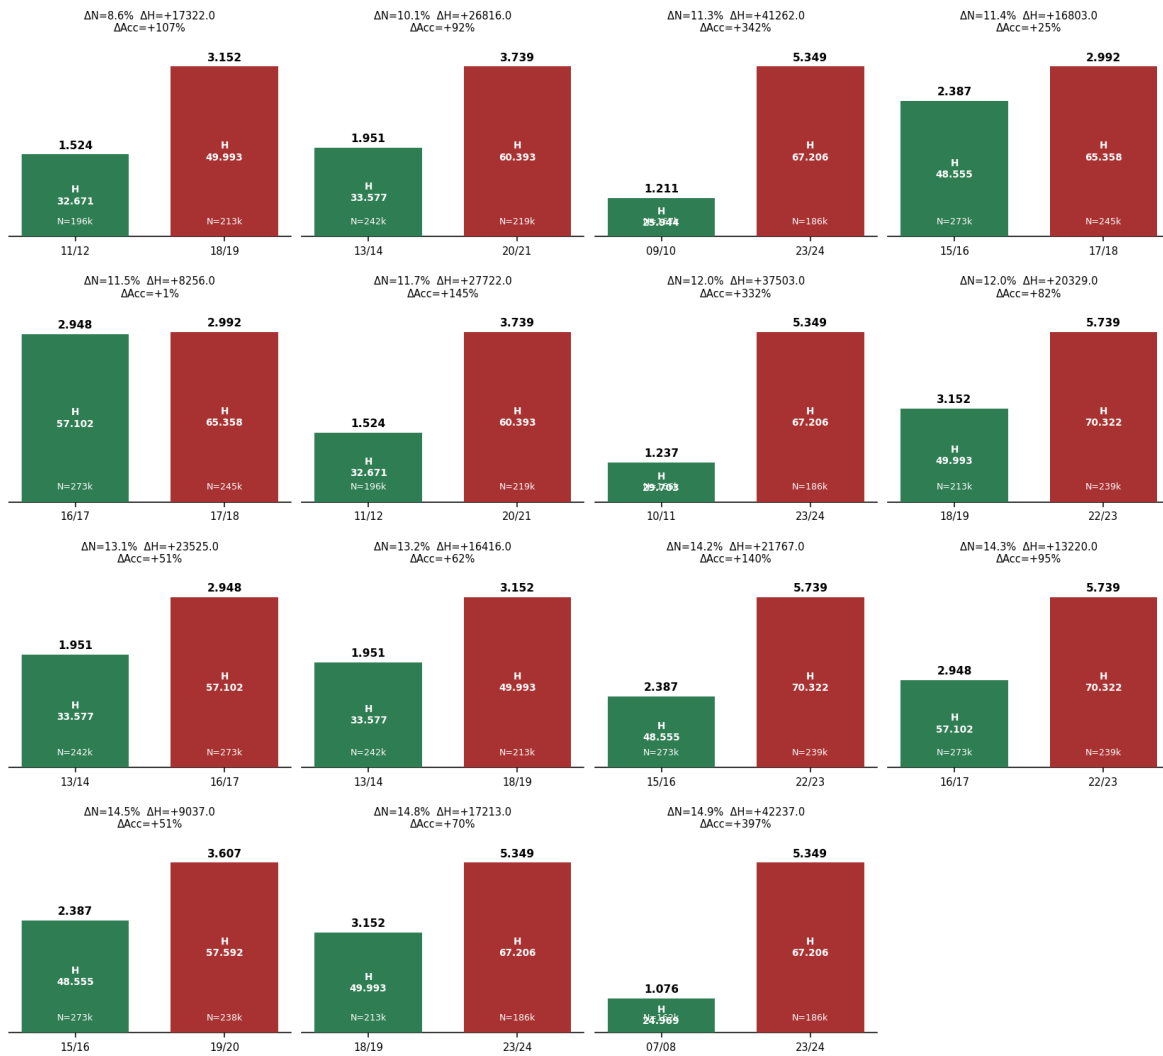 ΔN=8.6%  ΔH=+17322.0
ΔAcc=+107%
3.152
1.524
H
49.993
H
32.671
N=196k
N=213k
11/12
18/19
ΔN=10.1%  ΔH=+26816.0
ΔAcc=+92%
3.739
1.951
H
60.393
H
33.577
N=242k
N=219k
13/14
20/21
ΔN=11.3%  ΔH=+41262.0
ΔAcc=+342%
5.349
1.211
H
67.206
H
N=186k
09/10
23/24
ΔN=11.4%  ΔH=+16803.0
ΔAcc=+25%
2.992
2.387
H
65.358
H
48.555
N=273k
N=245k
15/16
17/18
ΔN=11.5%  ΔH=+8256.0
ΔAcc=+1%
2.948
2.992
H
57.102
H
65.358
N=273k
N=245k
16/17
17/18
ΔN=11.7%  ΔH=+27722.0
ΔAcc=+145%
3.739
1.524
H
60.393
H
32.671
N=196k
N=219k
11/12
20/21
ΔN=12.0%  ΔH=+37503.0
ΔAcc=+332%
5.349
1.237
H
67.206
H
N=186k
10/11
23/24
ΔN=12.0%  ΔH=+20329.0
ΔAcc=+82%
5.739
3.152
H
70.322
H
49.993
N=213k
N=239k
18/19
22/23
ΔN=13.1%  ΔH=+23525.0
ΔAcc=+51%
2.948
1.951
H
57.102
H
33.577
N=242k
N=273k
13/14
16/17
ΔN=13.2%  ΔH=+16416.0
ΔAcc=+62%
3.152
1.951
H
49.993
H
33.577
N=242k
N=213k
13/14
18/19
ΔN=14.2%  ΔH=+21767.0
ΔAcc=+140%
5.739
2.387
H
70.322
H
48.555
N=273k
N=239k
15/16
22/23
ΔN=14.3%  ΔH=+13220.0
ΔAcc=+95%
5.739
2.948
H
70.322
H
57.102
N=273k
N=239k
16/17
22/23
ΔN=14.5%  ΔH=+9037.0
ΔAcc=+51%
3.607
2.387
H
57.592
H
48.555
N=273k
N=238k
15/16
19/20
ΔN=14.8%  ΔH=+17213.0
ΔAcc=+70%
5.349
3.152
H
67.206
H
49.993
N=213k
N=186k
18/19
23/24
ΔN=14.9%  ΔH=+42237.0
ΔAcc=+397%
5.349
1.076
H
67.206
H
24.969
N=186k
07/08
23/24